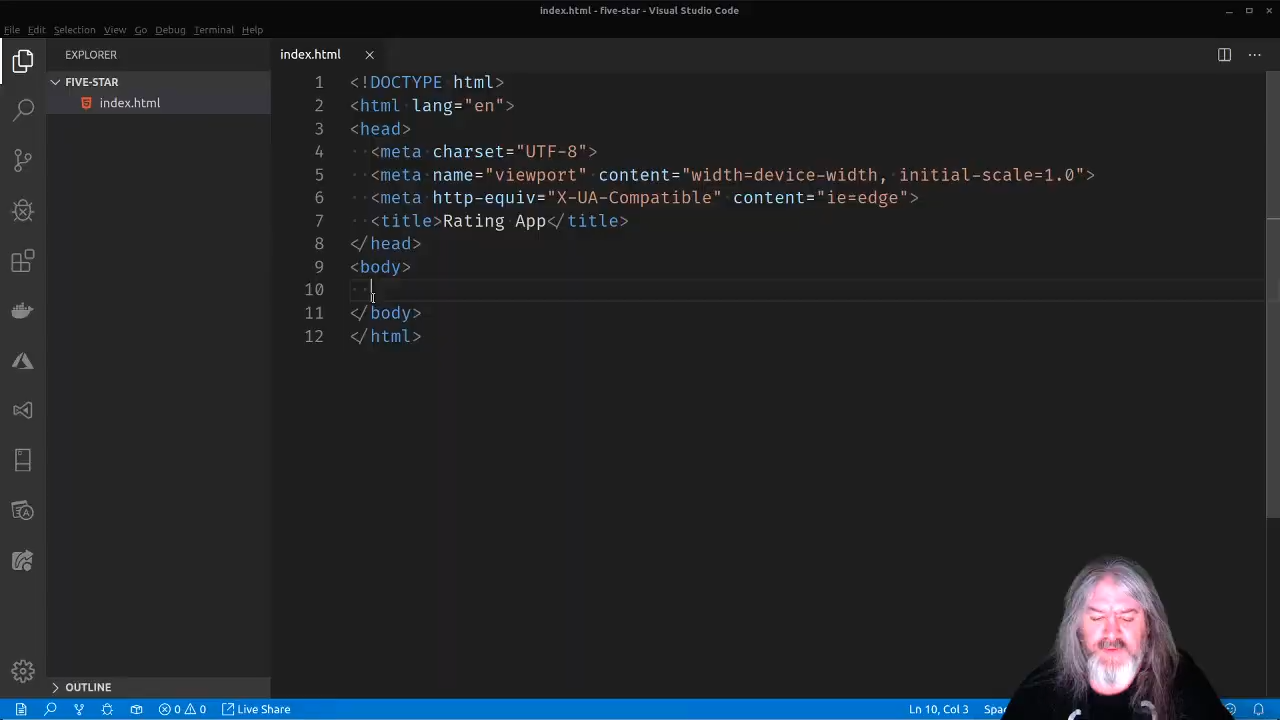 index.html - five-star - Visual Studio Code
File Edit Selection View Go Debug Terminal Help
EXPLORER
FIVE-STAR
index.html
OUTLINE
index.html
1 <!DOCTYPE html>
2 <html lang="en">
3 <head>
4 <meta charset="UTF-8">
5 <meta name="viewport" content="width=device-width, initial-scale=1.0">
6 <meta http-equiv="X-UA-Compatible" content="ie=edge">
7 <title>Rating App</title>
8 </head>
9 <body>
10
11 </body>
12 </html>
0 0 Live Share Ln 10, Col 3